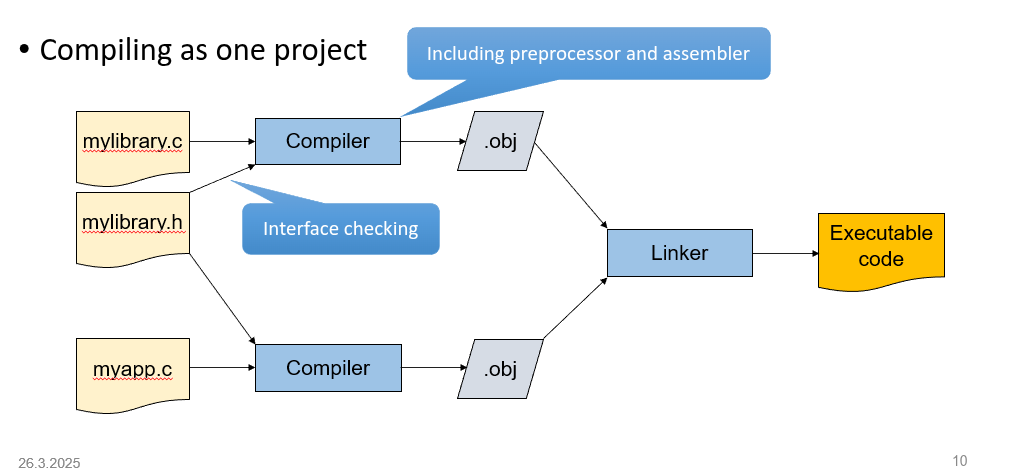 • Compiling as one project
Including preprocessor and assembler
mylibrary.c
Compiler
.obj
mylibrary.h
Interface checking
Linker
Executable
code
myapp.c
Compiler
.obj
26.3.2025
10